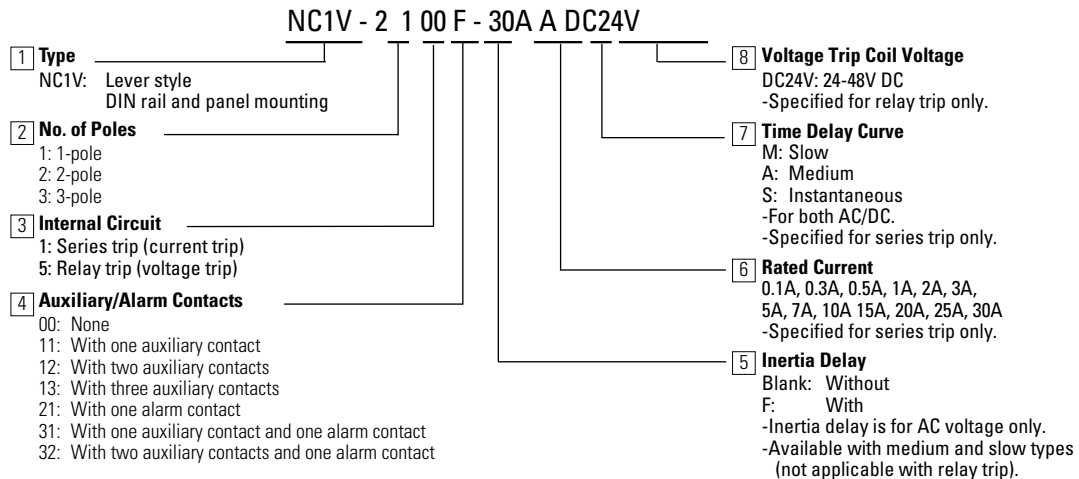 NC1V - 2 1 00 F - 30A A DC24V
1 Type
NC1V: Lever style
DIN rail and panel mounting
2 No. of Poles
1: 1-pole
2: 2-pole
3: 3-pole
3 Internal Circuit
1: Series trip (current trip)
5: Relay trip (voltage trip)
4 Auxiliary/Alarm Contacts
00: None
11: With one auxiliary contact
12: With two auxiliary contacts
13: With three auxiliary contacts
21: With one alarm contact
31: With one auxiliary contact and one alarm contact
32: With two auxiliary contacts and one alarm contact
8 Voltage Trip Coil Voltage
DC24V: 24-48V DC
-Specified for relay trip only.
7 Time Delay Curve
M: Slow
A: Medium
S: Instantaneous
-For both AC/DC.
-Specified for series trip only.
6 Rated Current
0.1A, 0.3A, 0.5A, 1A, 2A, 3A,
5A, 7A, 10A 15A, 20A, 25A, 30A
-Specified for series trip only.
5 Inertia Delay
Blank: Without
F: With
-Inertia delay is for AC voltage only.
-Available with medium and slow types
(not applicable with relay trip).